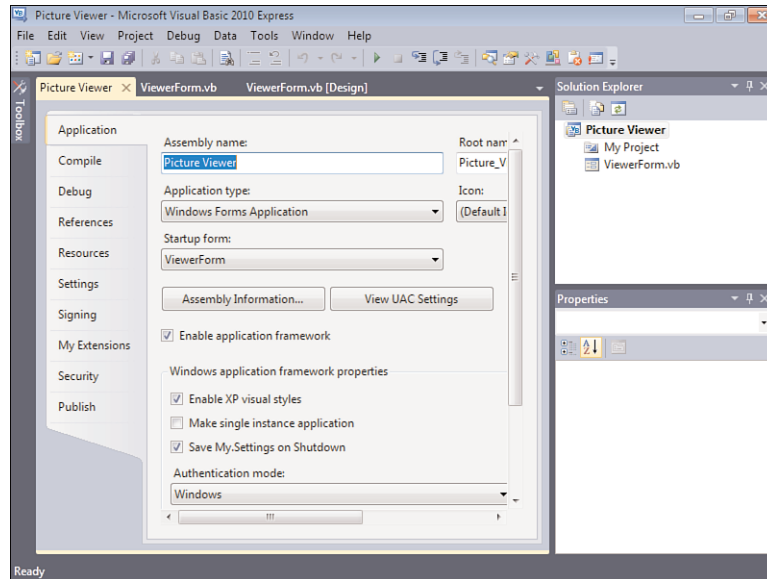 Picture Viewer - Microsoft Visual Basic 2010 Express
File Edit View Project Debug Data Tools Window Help
Picture Viewer ViewerForm.vb ViewerForm.vb [Design]
Toolbox
Application
Compile
Debug
References
Resources
Settings
Signing
My Extensions
Security
Publish
Assembly name: Root nam
Picture Viewer Picture_V
Application type: Icon:
Windows Forms Application (Default I
Startup form:
ViewerForm
Assembly Information... View UAC Settings
Enable application framework
Windows application framework properties
Enable XP visual styles
Make single instance application
Save My.Settings on Shutdown
Authentication mode:
Windows
Solution Explorer
Picture Viewer
My Project
ViewerForm.vb
Properties
Ready